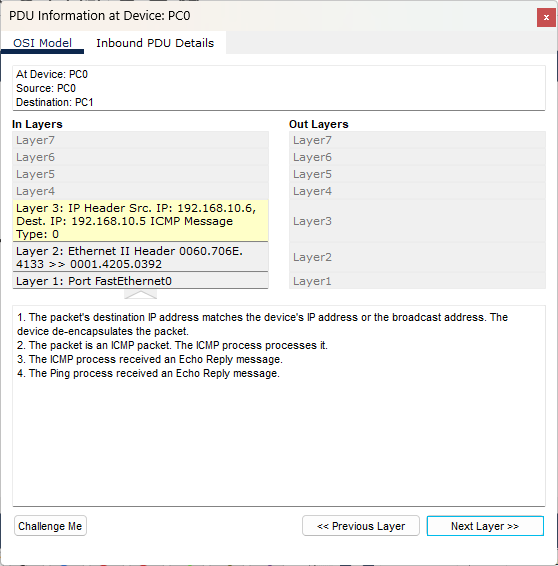 PDU Information at Device: PC0
x
OSI Model
Inbound PDU Details
At Device: PC0
Source: PC0
Destination: PC1
In Layers
Layer7
Layer6
Layer5
Layer4
Layer 3: IP Header Src. IP: 192.168.10.6,
Dest. IP: 192.168.10.5 ICMP Message
Type: 0
Layer 2: Ethernet II Header 0060.706E.
4133 >> 0001.4205.0392
Layer 1: Port FastEthernet0
Out Layers
Layer7
Layer6
Layer5
Layer4
Layer3
Layer2
Layer1
1. The packet's destination IP address matches the device's IP address or the broadcast address. The
device de-encapsulates the packet.
2. The packet is an ICMP packet. The ICMP process processes it.
3. The ICMP process received an Echo Reply message.
4. The Ping process received an Echo Reply message.
Challenge Me
<< Previous Layer
Next Layer >>